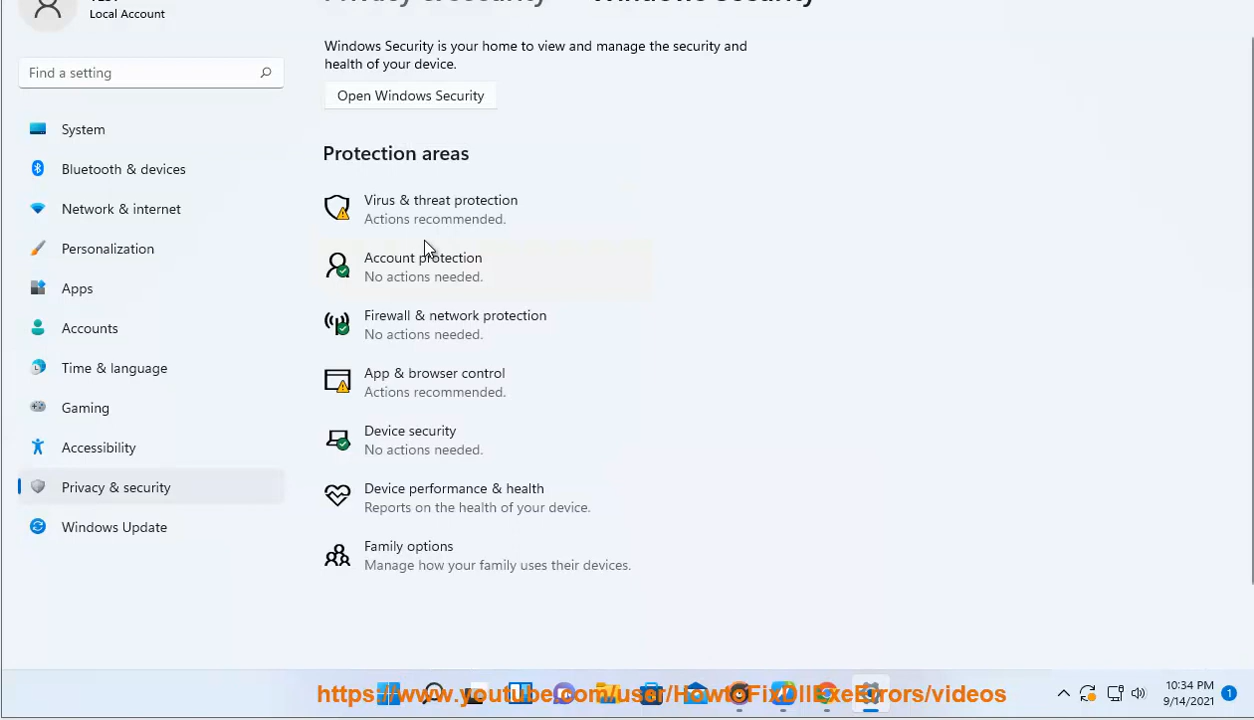 Local Account
Privacy & security > Windows Security
Windows Security is your home to view and manage the security and
health of your device.
Find a setting
Open Windows Security
System
Bluetooth & devices
Network & internet
Personalization
Apps
Accounts
Time & language
Gaming
Accessibility
Privacy & security
Windows Update
Protection areas
Virus & threat protection
Actions recommended.
Account protection
No actions needed.
Firewall & network protection
No actions needed.
App & browser control
Actions recommended.
Device security
No actions needed.
Device performance & health
Reports on the health of your device.
Family options
Manage how your family uses their devices.
https://www.youtube.com/user/HowtoFixDllExeErrors/videos
10:34 PM
9/14/2021
1